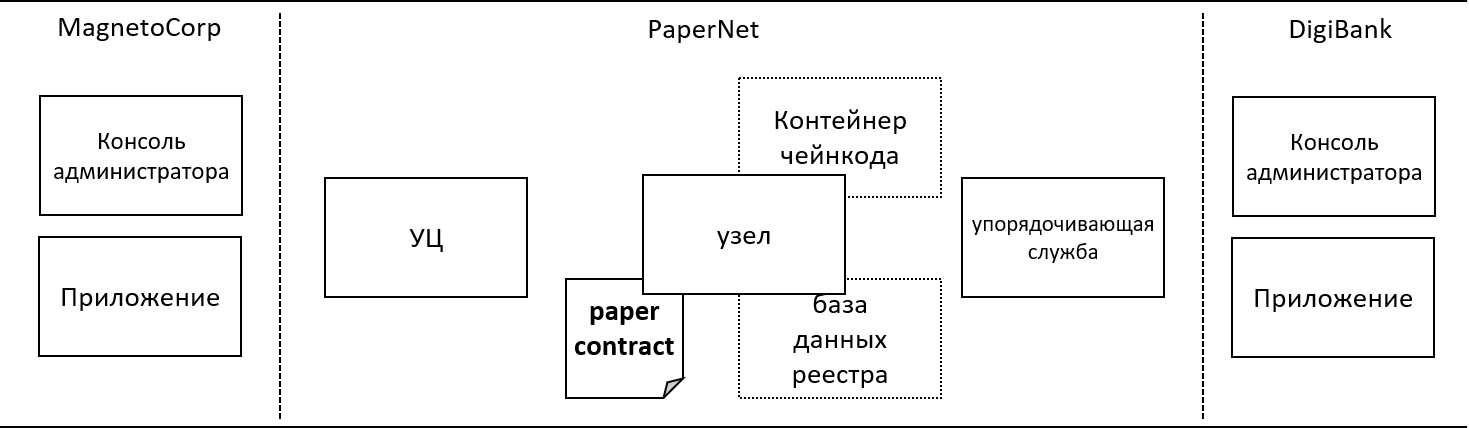 MagnetoCorp
PaperNet
DigiBank
Консоль
администратора
Приложение
УЦ
Контейнер
чейнкода
узел
paper
contract
база
данных
реестра
упорядочивающая
служба
Консоль
администратора
Приложение